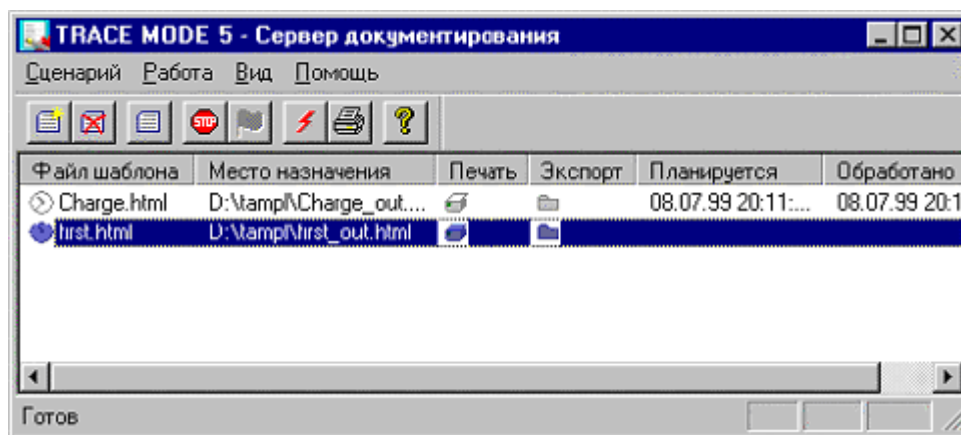 TRACE MODE 5 - Сервер документирования
Сценарий Работа Вид Помощь
STOP
Файл шаблона Место назначения Печать Экспорт Планируется Обработано
Charge.html D:\tampl\Charge_out.... 08.07.99 20:11:... 08.07.99 20:1
first.html D:\tampl\first_out.html
Готов